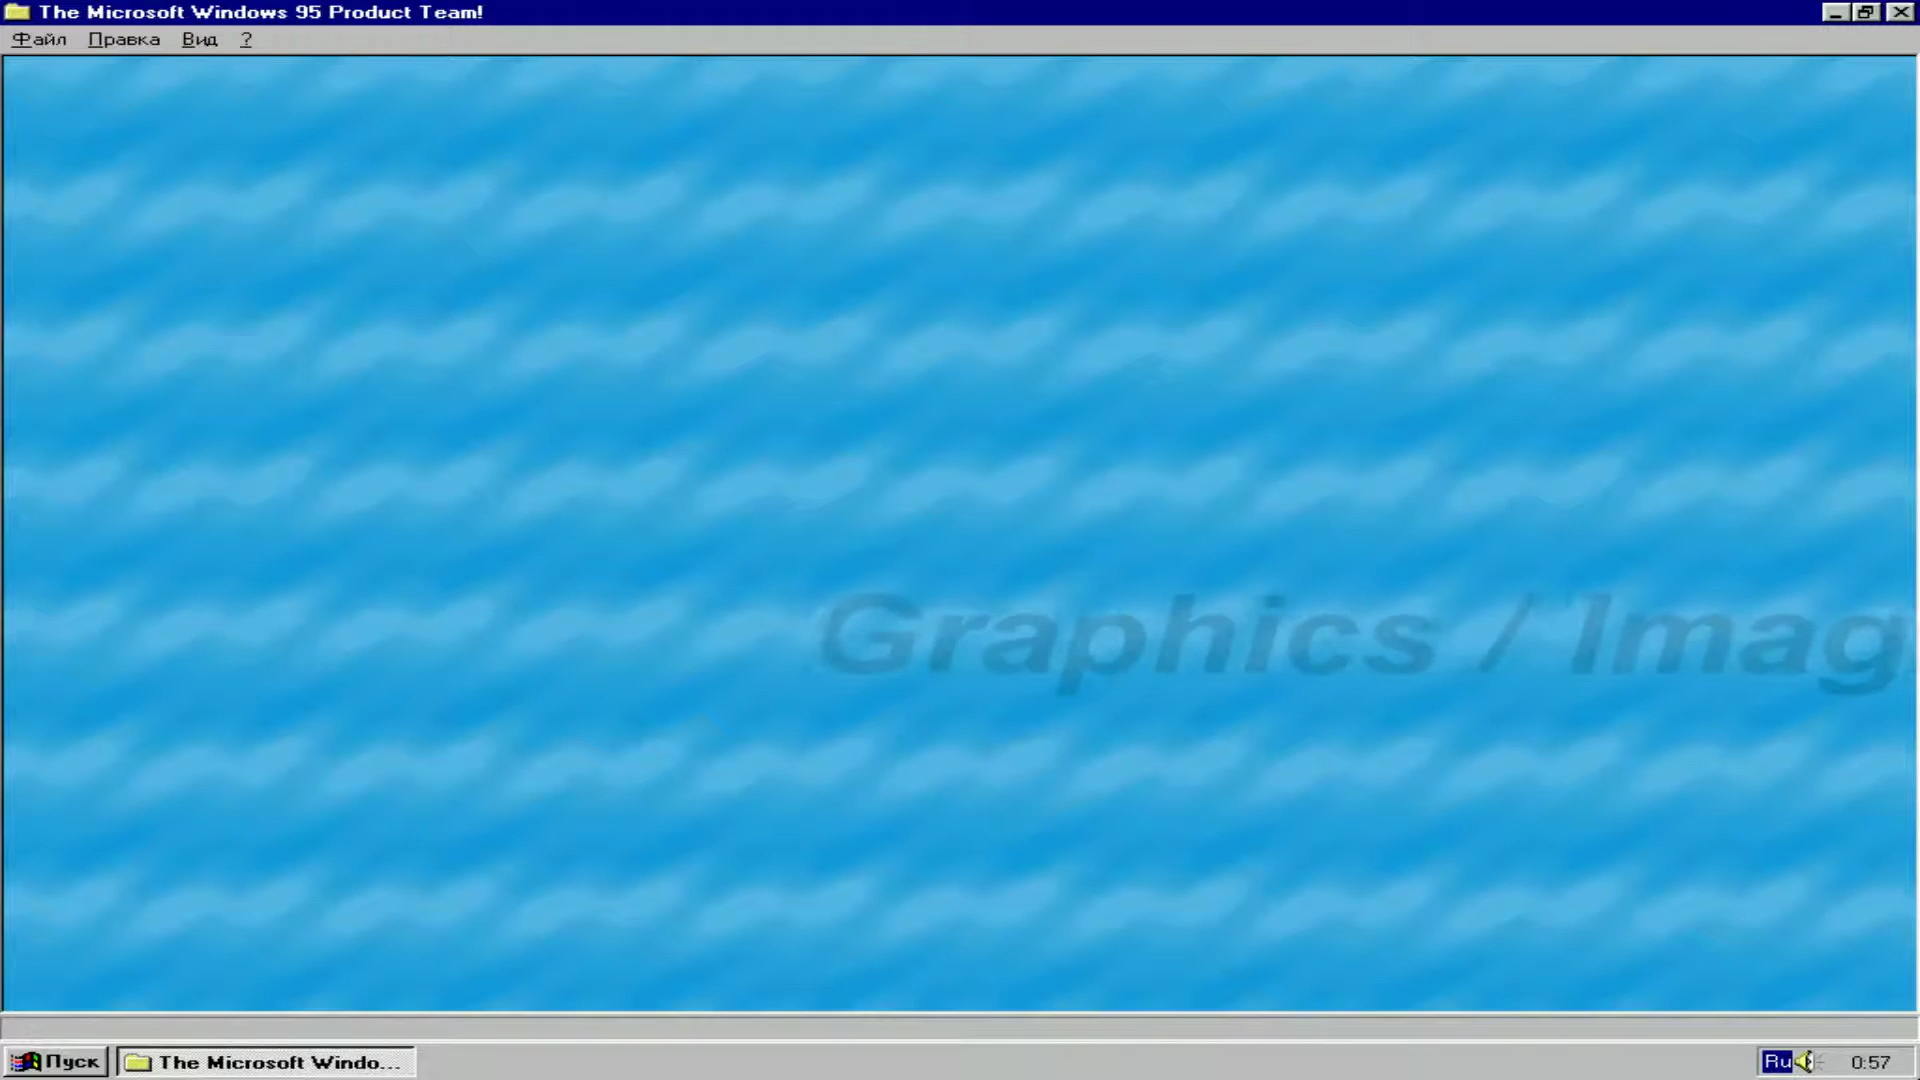 The Microsoft Windows 95 Product Team!
Файл Правка Вид ?
Graphics / Imag
Пуск The Microsoft Windo... Ru 0:57